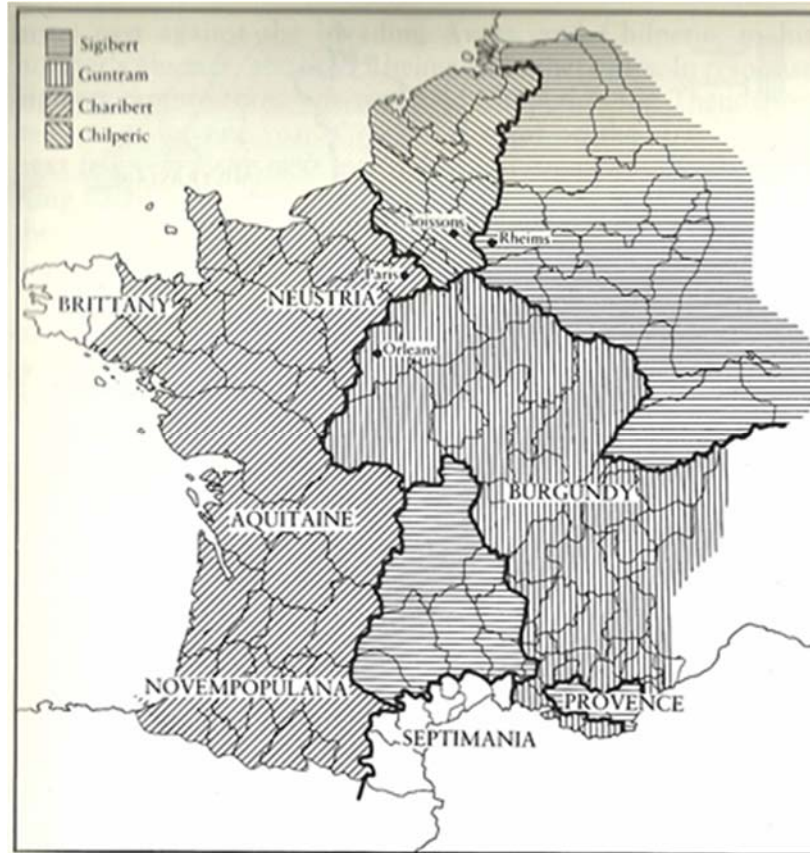 Sigibert
Guntram
Charibert
Chilperic
Soissons
Rheims
Paris
BRITTANY
NEUSTRIA
Orleans
BURGUNDY
AQUITAINE
NOVEMPOPULANA
PROVENCE
SEPTIMANIA